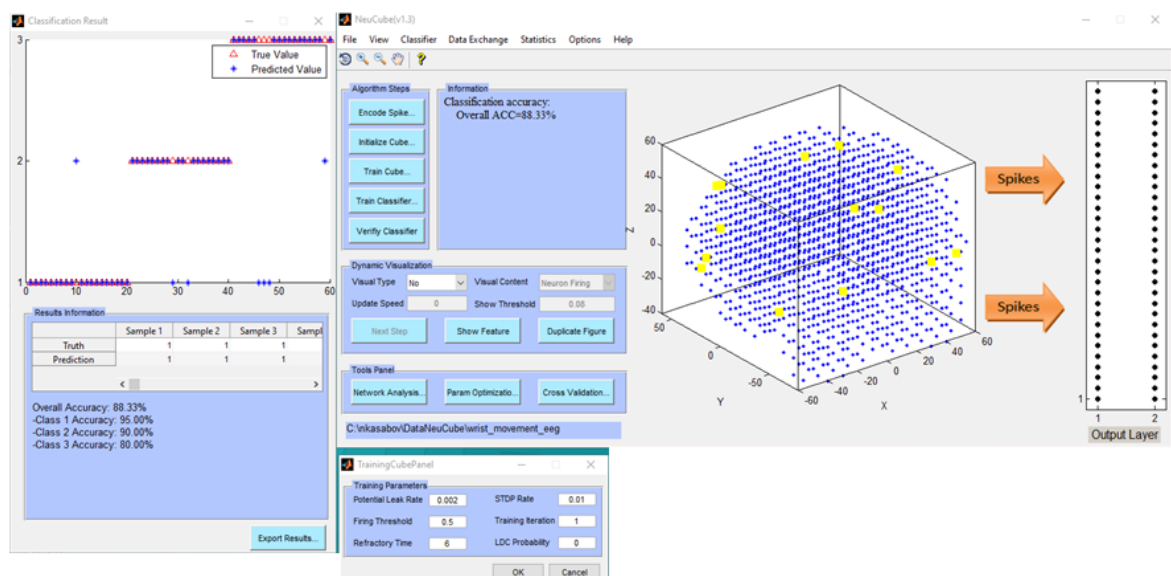 Classification Result
3
2
1
0 10 20 30 40 50 60
True Value
Predicted Value
Results Information
Sample 1 Sample 2 Sample 3 Sampl
Truth 1 1 1
Prediction 1 1 1
Overall Accuracy: 88.33%
-Class 1 Accuracy: 95.00%
-Class 2 Accuracy: 90.00%
-Class 3 Accuracy: 80.00%
Export Results...
NeuCube(v1.3)
File View Classifier Data Exchange Statistics Options Help
Algorithm Steps
Encode Spike...
Initialize Cube...
Train Cube...
Train Classifier...
Verifly Classifier
Information
Classification accuracy:
Overall ACC=88.33%
Dynamic Visualization
Visual Type No Visual Content Neuron Firing
Update Speed 0 Show Threshold 0.08
Next Step Show Feature Duplicate Figure
Tools Panel
Network Analysis... Param Optimizatio... Cross Validation...
C:\nkasabov\DataNeuCube\wrist_movement_eeg
60
40
20
0
-20
-40
Z
50
0
-50
Y
-60 -40 -20 0 20 40 60
X
Spikes
Spikes
1
1 2
Output Layer
TrainingCubePanel
Training Parameters
Potential Leak Rate 0.002 STDP Rate 0.01
Firing Threshold 0.5 Training Iteration 1
Refractory Time 6 LDC Probability 0
OK Cancel